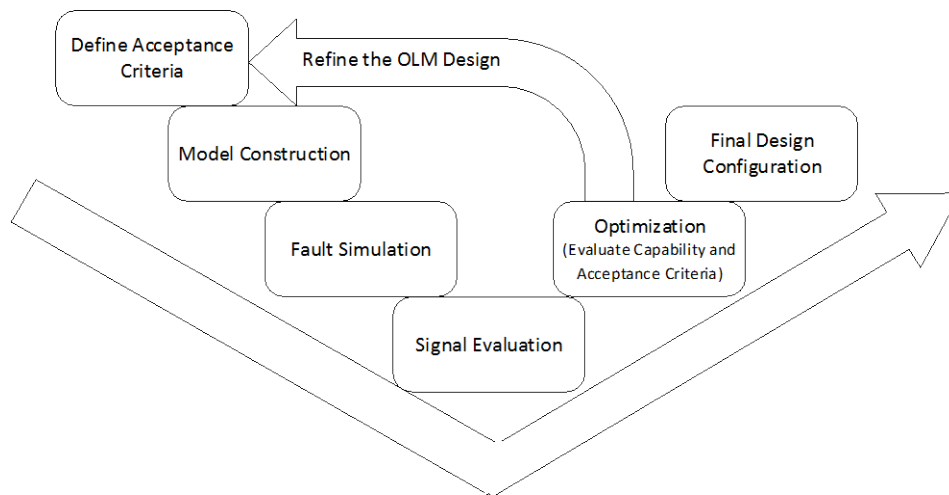 Define Acceptance
Criteria
Refine the OLM Design
Model Construction
Final Design
Configuration
Fault Simulation
Optimization
(Evaluate Capability and
Acceptance Criteria)
Signal Evaluation